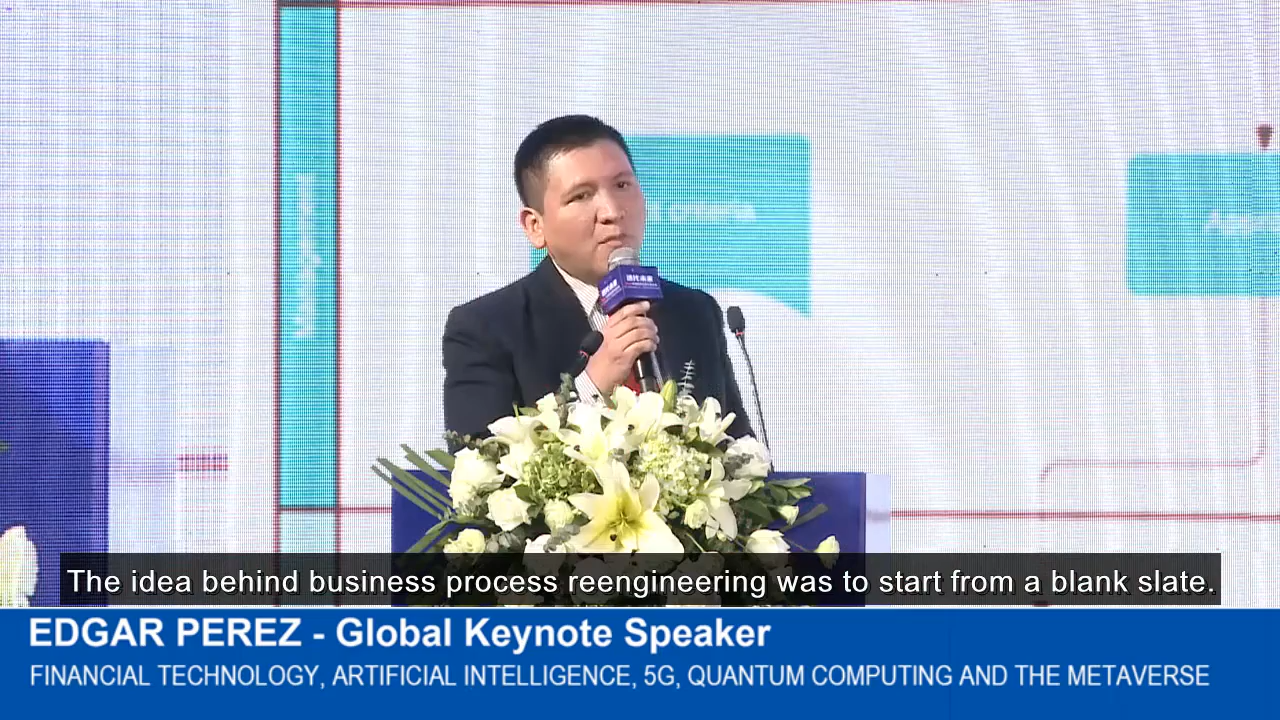 The idea behind business process reengineering was to start from a blank slate.
EDGAR PEREZ - Global Keynote Speaker
FINANCIAL TECHNOLOGY, ARTIFICIAL INTELLIGENCE, 5G, QUANTUM COMPUTING AND THE METAVERSE